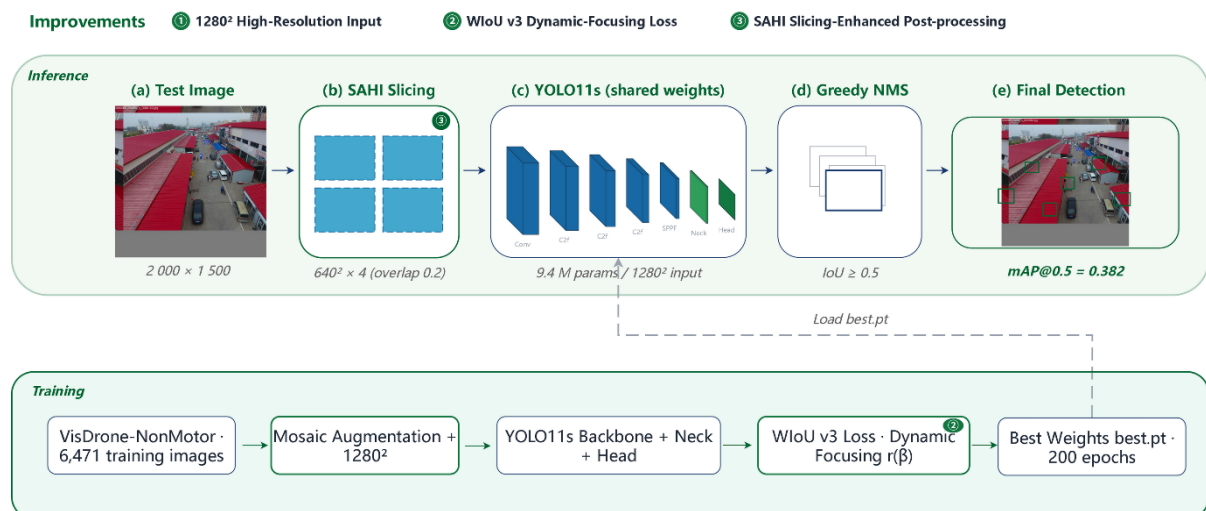 Improvements
① 1280² High-Resolution Input
② WIoU v3 Dynamic-Focusing Loss
③ SAHI Slicing-Enhanced Post-processing
Inference
(a) Test Image
(b) SAHI Slicing
(c) YOLO11s (shared weights)
(d) Greedy NMS
(e) Final Detection
③
Conv
C2f
C2f
C2f
SPPF
Neck
Head
2 000 × 1 500
640² × 4 (overlap 0.2)
9.4 M params / 1280² input
IoU ≥ 0.5
mAP@0.5 = 0.382
Load best.pt
Training
VisDrone-NonMotor ·
6,471 training images
Mosaic Augmentation +
1280²
YOLO11s Backbone + Neck
+ Head
②
WIoU v3 Loss · Dynamic
Focusing r(β)
Best Weights best.pt ·
200 epochs